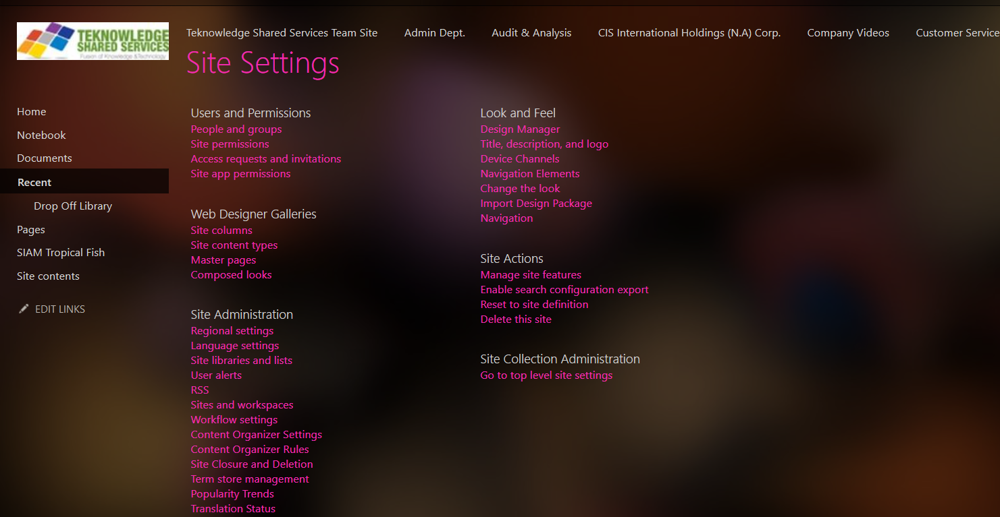 TEKNOWLEDGE
SHARED SERVICES
Fusion of Knowledge &Technology
Teknowledge Shared Services Team Site
Admin Dept.
Audit & Analysis
CIS International Holdings (N.A) Corp.
Company Videos
Customer Service
Site Settings
Home
Notebook
Documents
Recent
Drop Off Library
Pages
SIAM Tropical Fish
Site contents
EDIT LINKS
Users and Permissions
People and groups
Site permissions
Access requests and invitations
Site app permissions
Web Designer Galleries
Site columns
Site content types
Master pages
Composed looks
Site Administration
Regional settings
Language settings
Site libraries and lists
User alerts
RSS
Sites and workspaces
Workflow settings
Content Organizer Settings
Content Organizer Rules
Site Closure and Deletion
Term store management
Popularity Trends
Translation Status
Look and Feel
Design Manager
Title, description, and logo
Device Channels
Navigation Elements
Change the look
Import Design Package
Navigation
Site Actions
Manage site features
Enable search configuration export
Reset to site definition
Delete this site
Site Collection Administration
Go to top level site settings